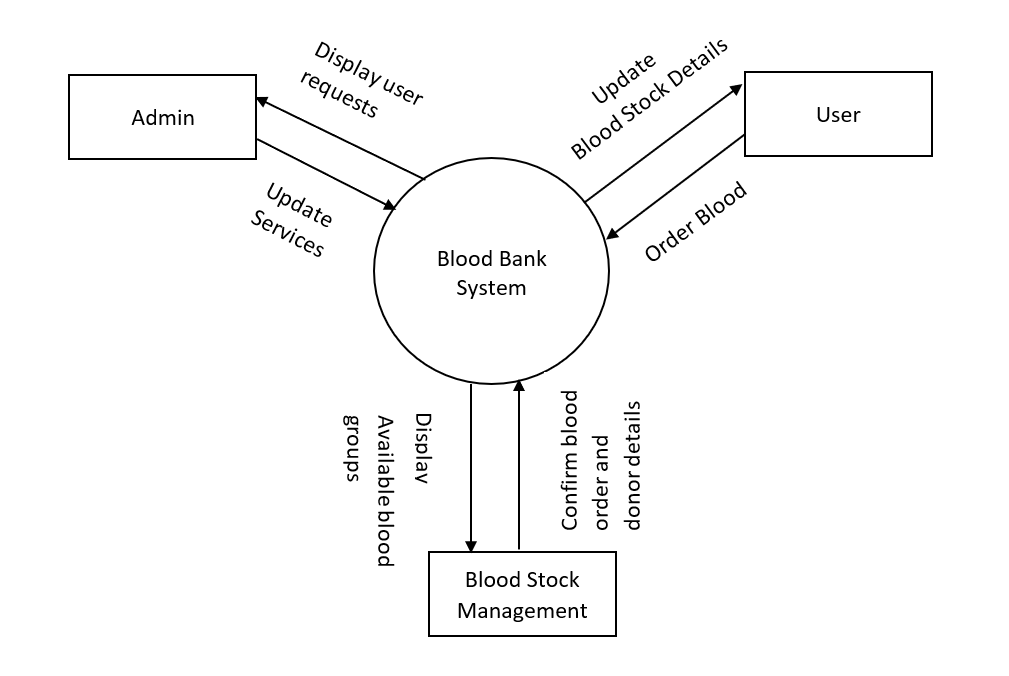 Admin
Display user
requests
Update
Services
Update
Blood Stock Details
User
Order Blood
Blood Bank
System
Display
Available blood
groups
Confirm blood
order and
donor details
Blood Stock
Management